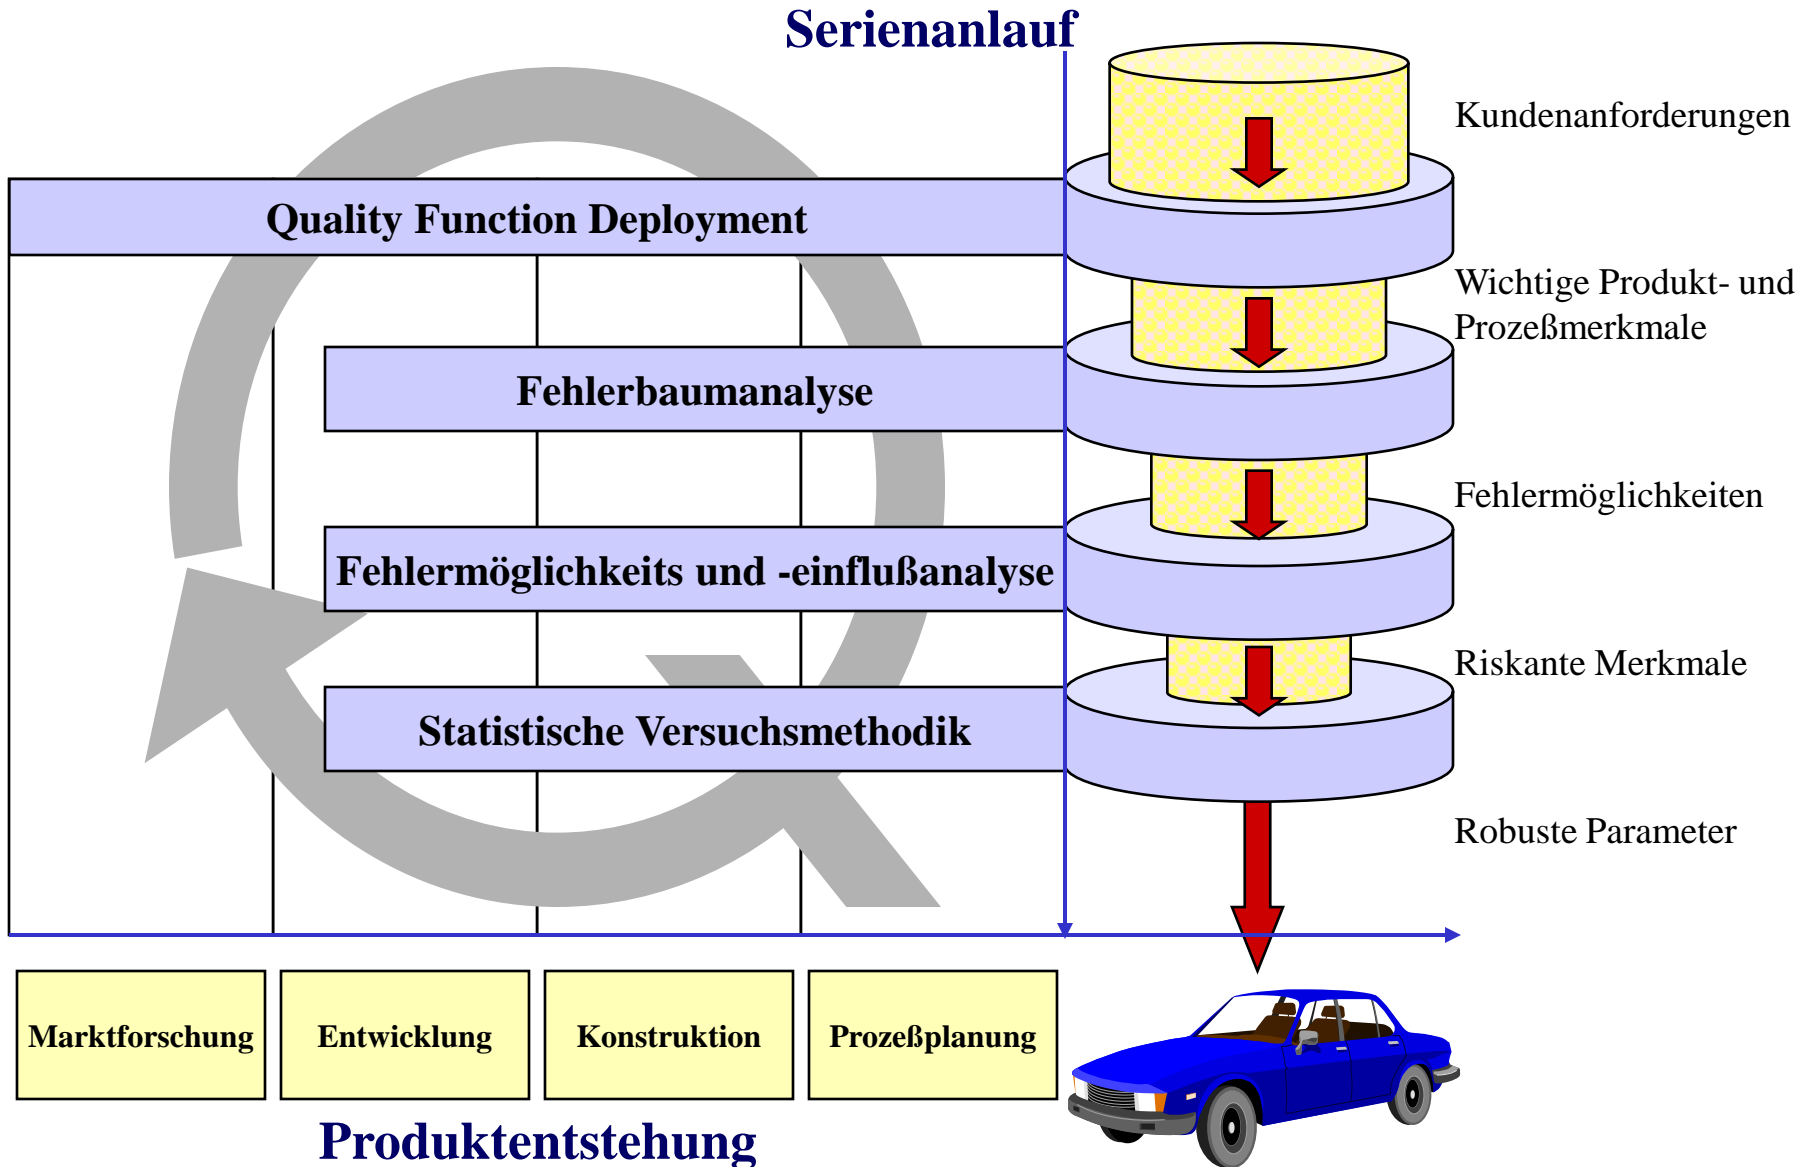 Serienanlauf
Kundenanforderungen
Quality Function Deployment
Wichtige Produkt- und
Prozeßmerkmale
Fehlerbaumanalyse
Fehlermöglichkeiten
Fehlermöglichkeits und -einflußanalyse
Riskante Merkmale
Statistische Versuchsmethodik
Robuste Parameter
Marktforschung
Entwicklung
Konstruktion
Prozeßplanung
Produktentstehung